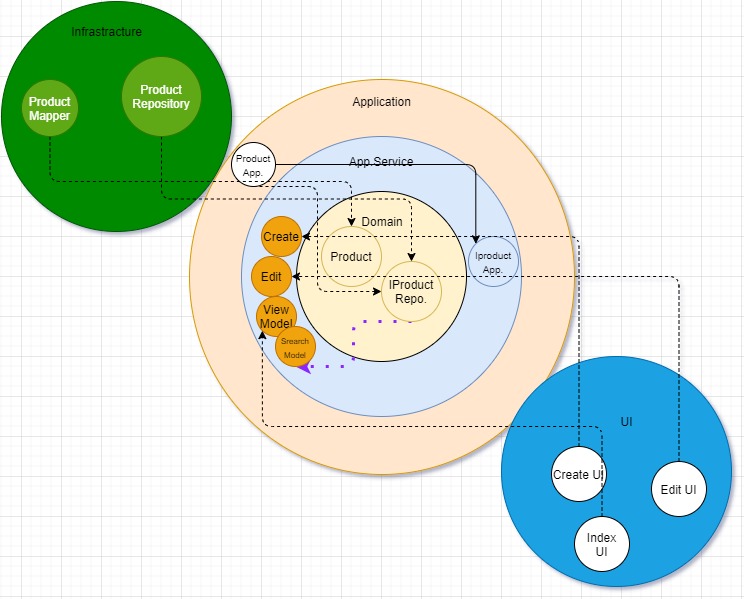 Infrastracture
Product
Mapper
Product
Repository
Application
Product
App.
App.Service
Domain
Create
Product
Iproduct
App.
Edit
IProduct
Repo.
View
Model
Srearch
Model
UI
Create UI
Edit UI
Index
UI